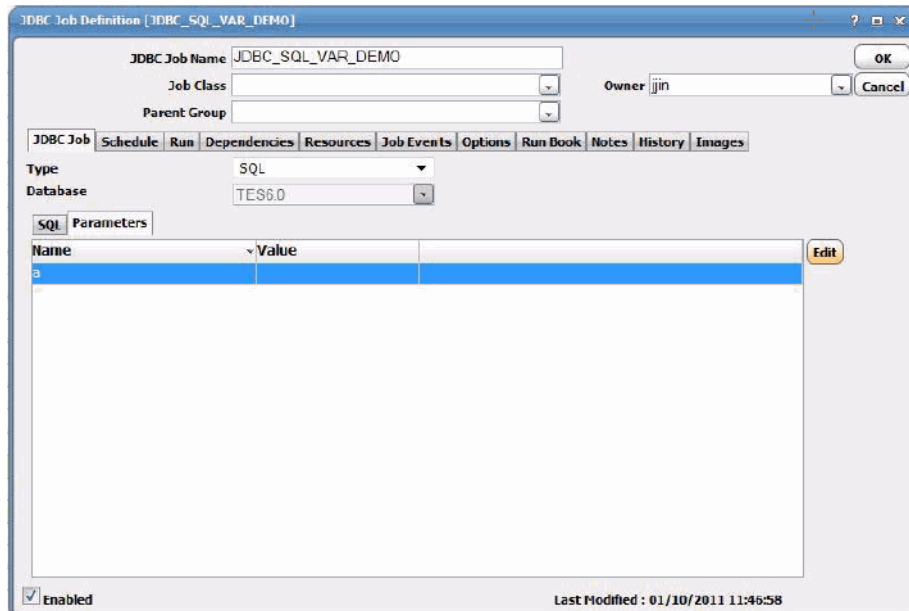 JDBC Job Definition [JDBC_SQL_VAR_DEMO]
JDBC Job Name JDBC_SQL_VAR_DEMO OK
Job Class Owner jjin Cancel
Parent Group
JDBC Job Schedule Run Dependencies Resources Job Events Options Run Book Notes History Images
Type SQL
Database TES6.0
SQL Parameters
Name Value Edit
a
Enabled Last Modified : 01/10/2011 11:46:58